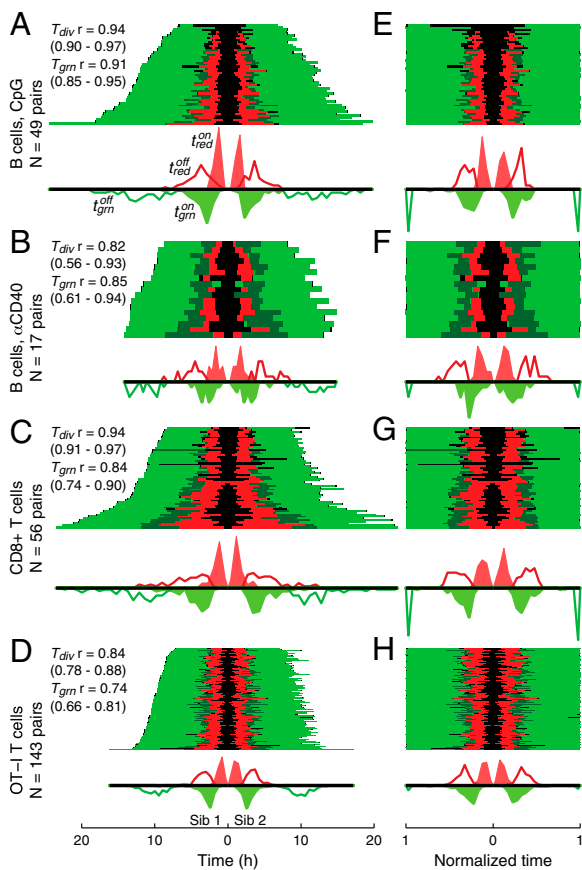 A
E
T_div r = 0.94
(0.90 - 0.97)
T_grn r = 0.91
(0.85 - 0.95)
B cells, CpG
N = 49 pairs
t_red^on
t_red^off
t_grn^off
t_grn^on
B
F
T_div r = 0.82
(0.56 - 0.93)
T_grn r = 0.85
(0.61 - 0.94)
B cells, αCD40
N = 17 pairs
C
G
T_div r = 0.94
(0.91 - 0.97)
T_grn r = 0.84
(0.74 - 0.90)
CD8+ T cells
N = 56 pairs
D
H
T_div r = 0.84
(0.78 - 0.88)
T_grn r = 0.74
(0.66 - 0.81)
OT–I T cells
N = 143 pairs
Sib 1 Sib 2
20 10 0 10 20
Time (h)
1 0 1
Normalized time